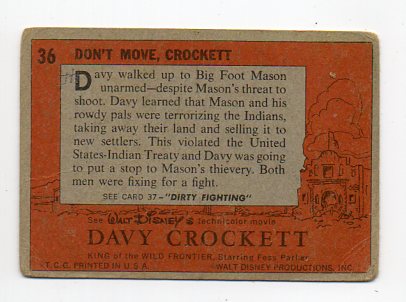 36 DON'T MOVE, CROCKETT
Davy walked up to Big Foot Mason
unarmed—despite Mason's threat to
shoot. Davy learned that Mason and his
rowdy pals were terrorizing the Indians,
taking away their land and selling it to
new settlers. This violated the United
States-Indian Treaty and Davy was going
to put a stop to Mason's thievery. Both
men were fixing for a fight.
SEE CARD 37—"DIRTY FIGHTING"
See WALT DISNEY'S technicolor movie
DAVY CROCKETT
KING of the WILD FRONTIER, Starring Fess Parker
T.C.C. PRINTED IN U.S.A. WALT DISNEY PRODUCTIONS, INC.